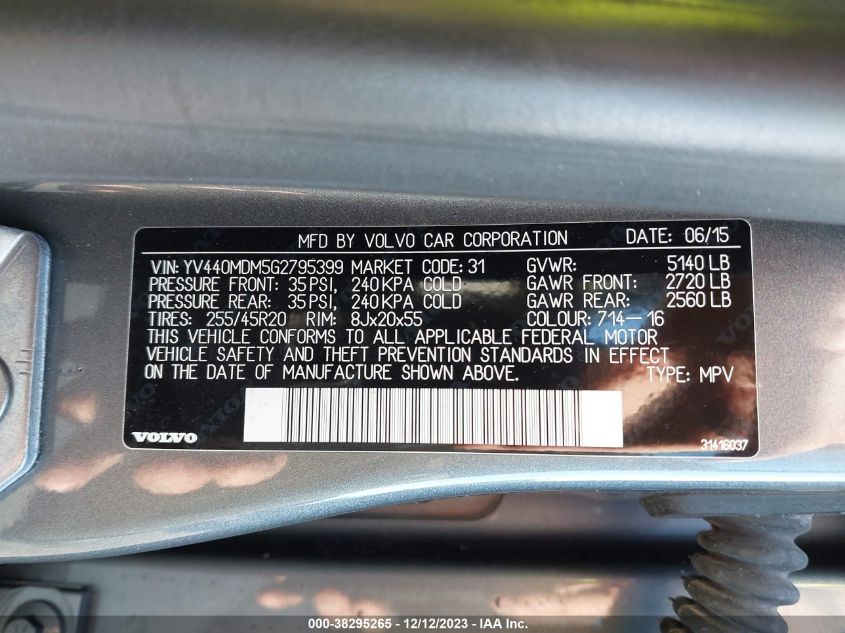 MFD BY VOLVO CAR CORPORATION DATE: 06/15
VIN: YV440MDM5G2795399 MARKET CODE: 31 GVWR: 5140 LB
PRESSURE FRONT: 35 PSI, 240 KPA COLD GAWR FRONT: 2720 LB
PRESSURE REAR: 35 PSI, 240 KPA COLD GAWR REAR: 2560 LB
TIRES: 255/45R20 RIM: 8Jx20x55 COLOUR: 714-16
THIS VEHICLE CONFORMS TO ALL APPLICABLE FEDERAL MOTOR
VEHICLE SAFETY AND THEFT PREVENTION STANDARDS IN EFFECT
ON THE DATE OF MANUFACTURE SHOWN ABOVE. TYPE: MPV
VOLVO 31416037
000-38295265 - 12/12/2023 - IAA Inc.